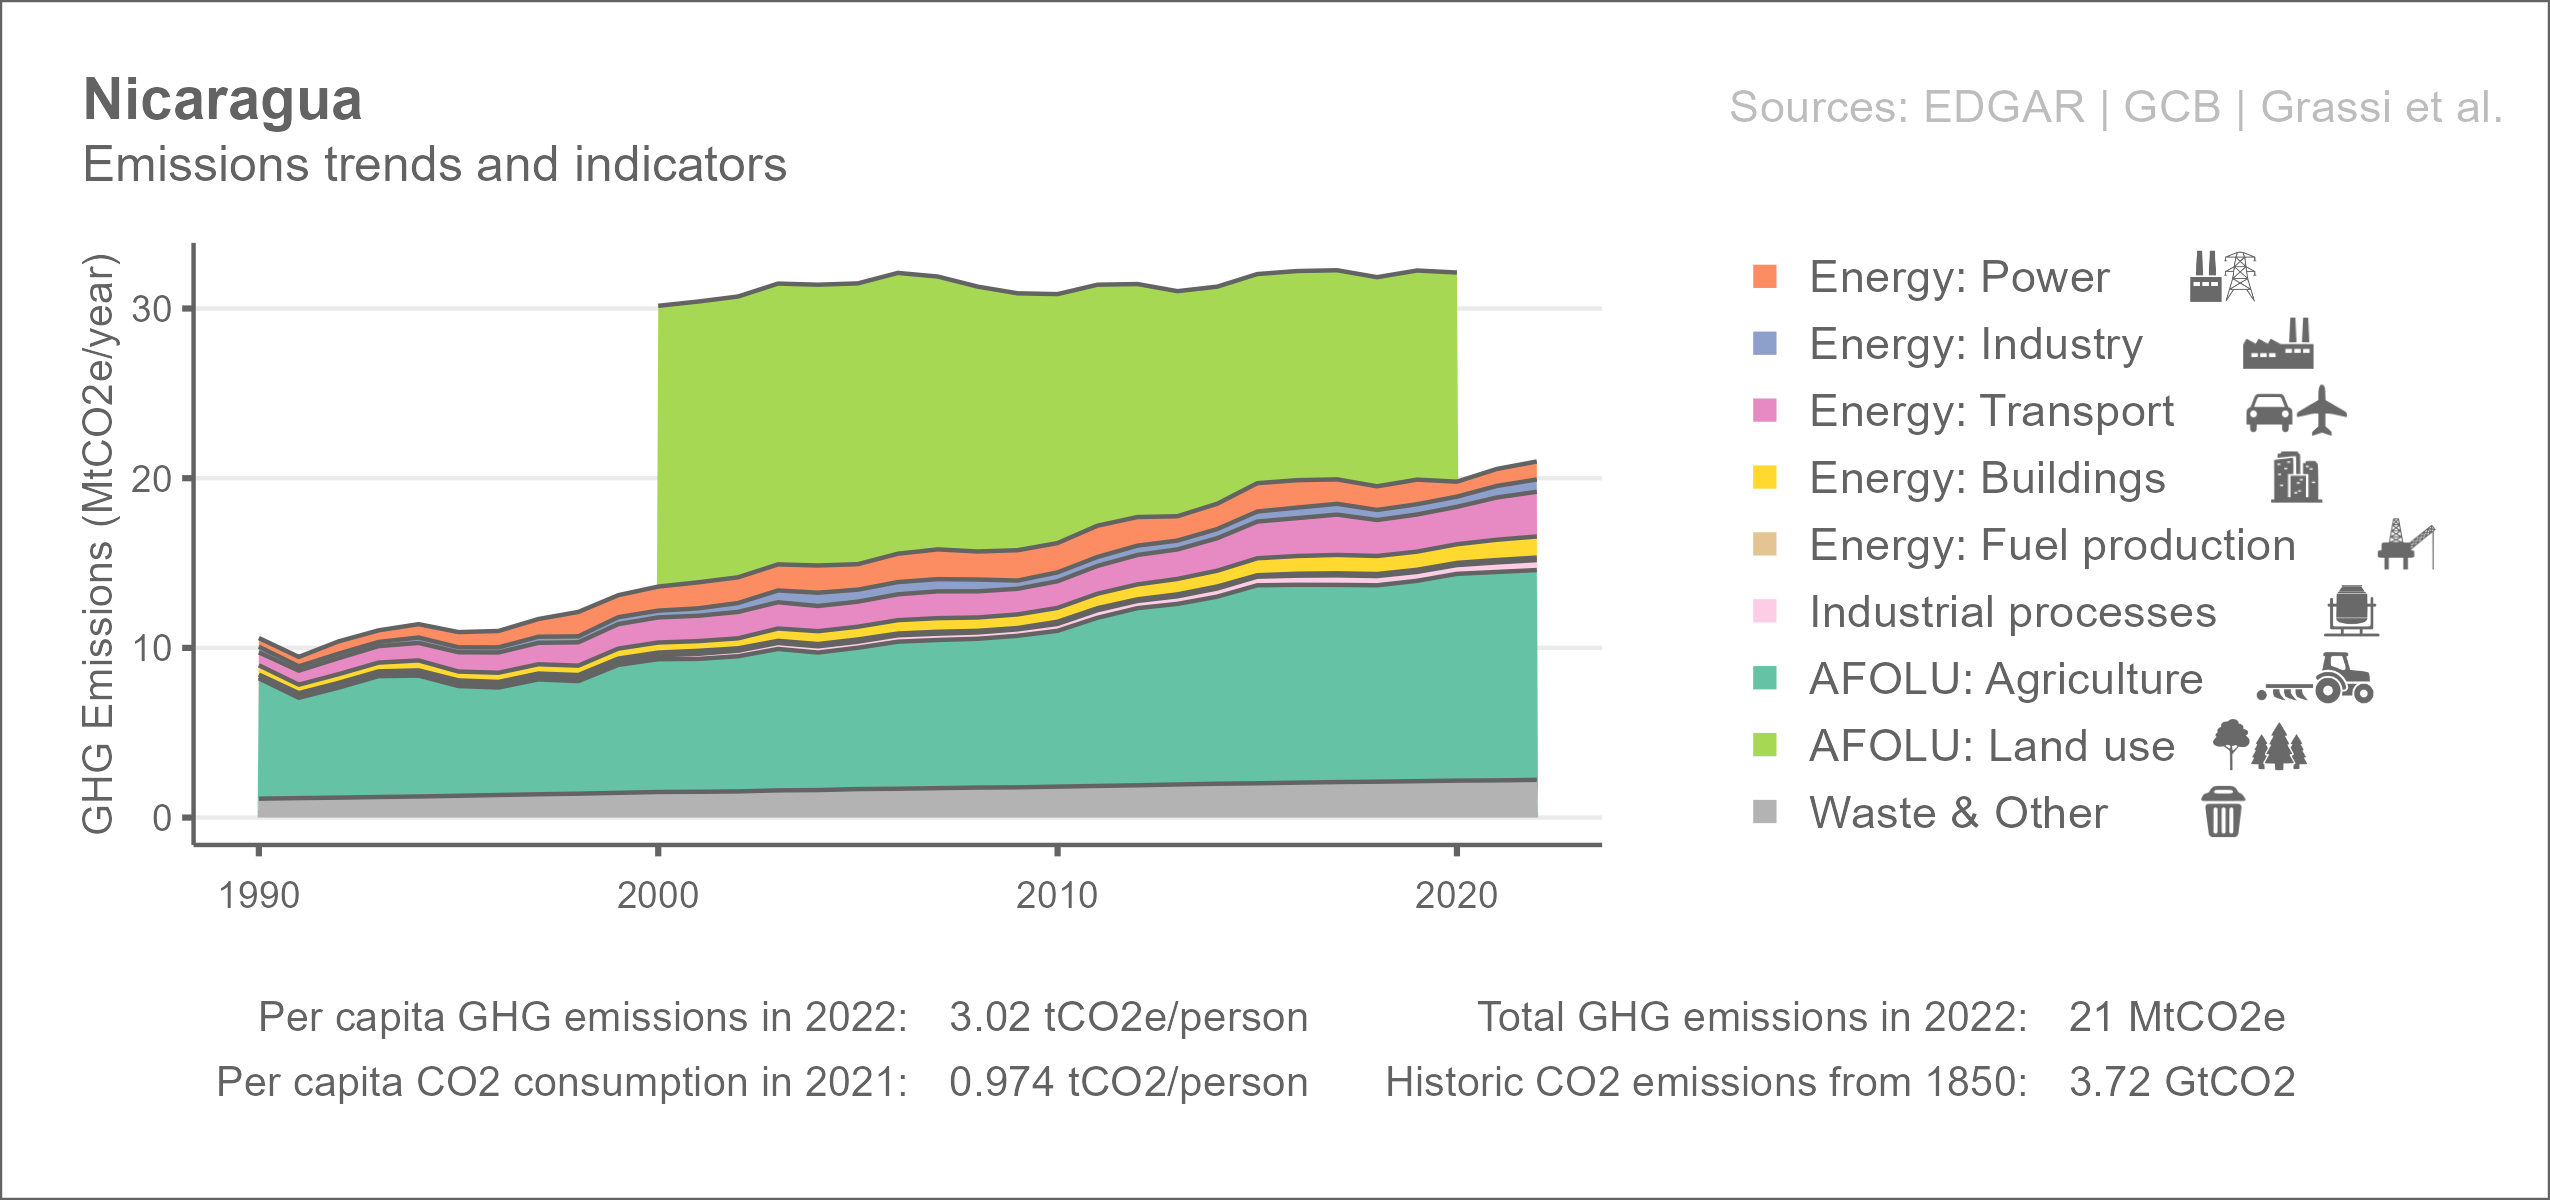 Nicaragua
Sources: EDGAR | GCB | Grassi et al.
Emissions trends and indicators
GHG Emissions (MtCO2e/year)
30
20
10
0
1990
2000
2010
2020
Energy: Power
Energy: Industry
Energy: Transport
Energy: Buildings
Energy: Fuel production
Industrial processes
AFOLU: Agriculture
AFOLU: Land use
Waste & Other
Per capita GHG emissions in 2022: 3.02 tCO2e/person
Total GHG emissions in 2022: 21 MtCO2e
Per capita CO2 consumption in 2021: 0.974 tCO2/person
Historic CO2 emissions from 1850: 3.72 GtCO2